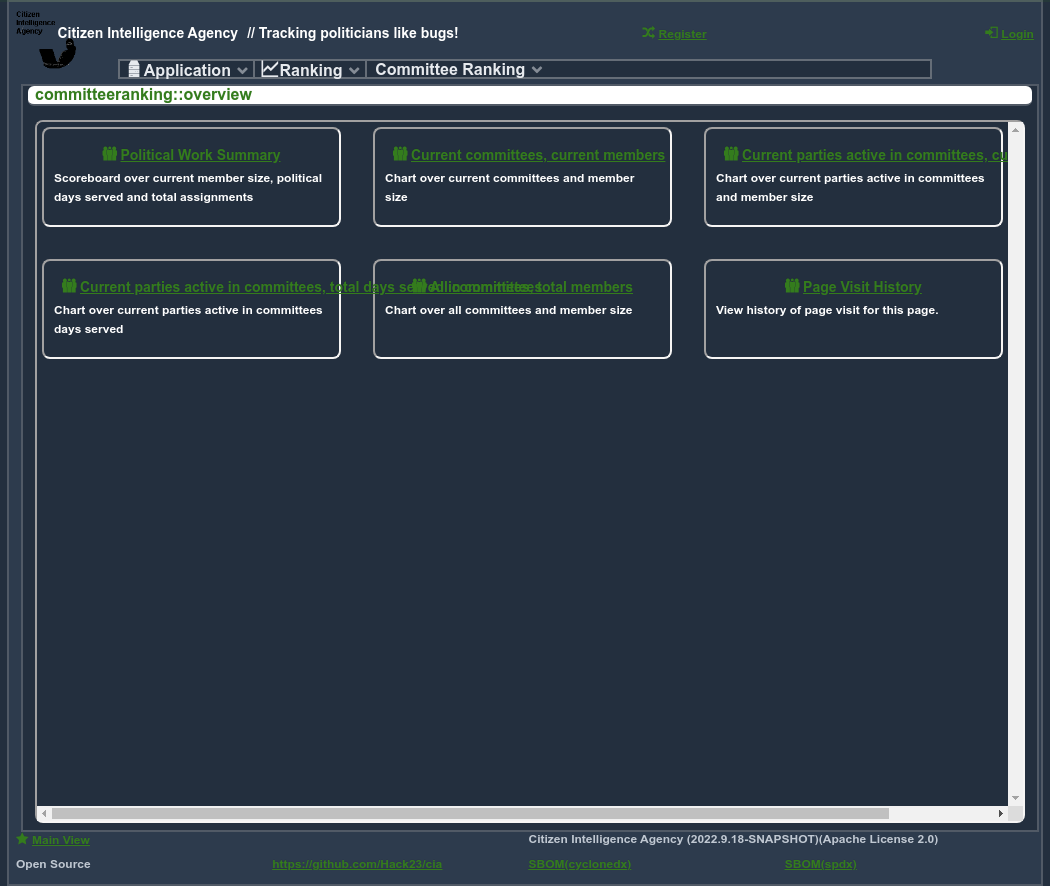 Citizen
Intelligence
Agency
Citizen Intelligence Agency // Tracking politicians like bugs!
Register
Login
Application
Ranking
Committee Ranking
committeeranking::overview
Political Work Summary
Scoreboard over current member size, political
days served and total assignments
Current committees, current members
Chart over current committees and member
size
Current parties active in committees, cu
Chart over current parties active in committees
and member size
Current parties active in committees, total days served in committees
Chart over current parties active in committees
days served
All committees, total members
Chart over all committees and member size
Page Visit History
View history of page visit for this page.
Main View
Citizen Intelligence Agency (2022.9.18-SNAPSHOT)(Apache License 2.0)
Open Source
https://github.com/Hack23/cia
SBOM(cyclonedx)
SBOM(spdx)